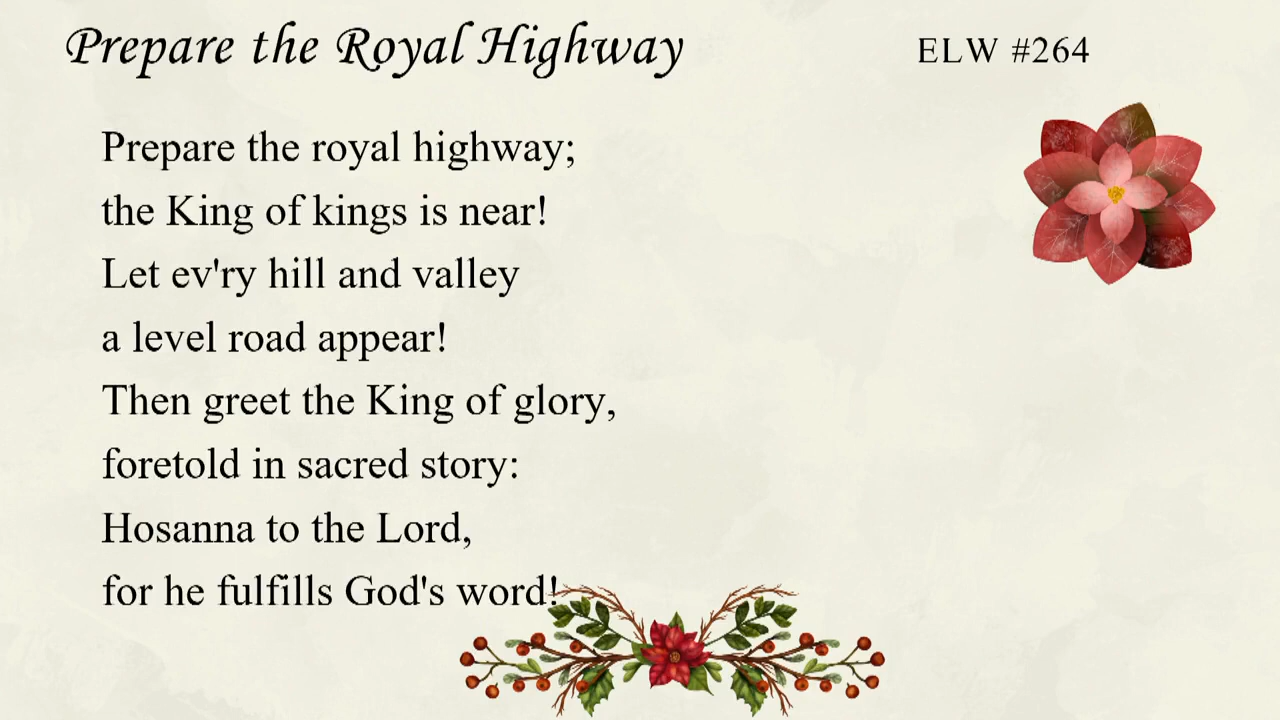 Prepare the Royal Highway
ELW #264
Prepare the royal highway;
the King of kings is near!
Let ev'ry hill and valley
a level road appear!
Then greet the King of glory,
foretold in sacred story:
Hosanna to the Lord,
for he fulfills God's word!